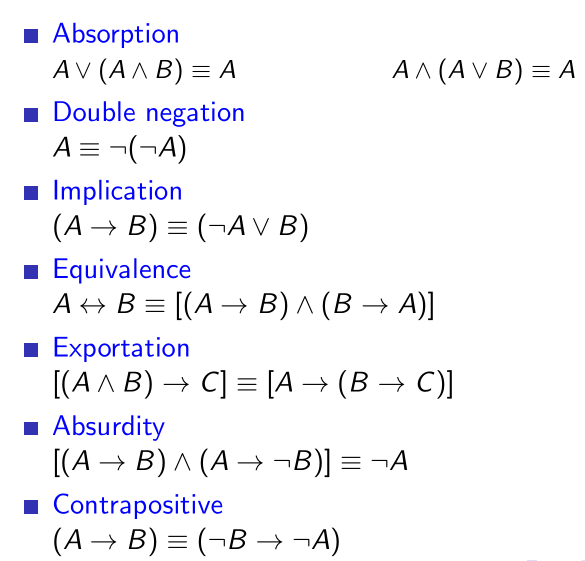 Absorption
A ∨ (A ∧ B) ≡ A A ∧ (A ∨ B) ≡ A
Double negation
A ≡ ¬(¬A)
Implication
(A → B) ≡ (¬A ∨ B)
Equivalence
A ↔ B ≡ [(A → B) ∧ (B → A)]
Exportation
[(A ∧ B) → C] ≡ [A → (B → C)]
Absurdity
[(A → B) ∧ (A → ¬B)] ≡ ¬A
Contrapositive
(A → B) ≡ (¬B → ¬A)